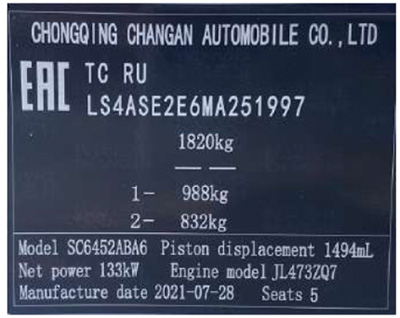 CHONGQING CHANGAN AUTOMOBILE CO.,LTD
EAC TC RU
LS4ASE2E6MA251997
1820kg
— —
1- 988kg
2- 832kg
Model SC6452ABA6 Piston displacement 1494mL
Net power 133kW Engine model JL473ZQ7
Manufacture date 2021-07-28 Seats 5